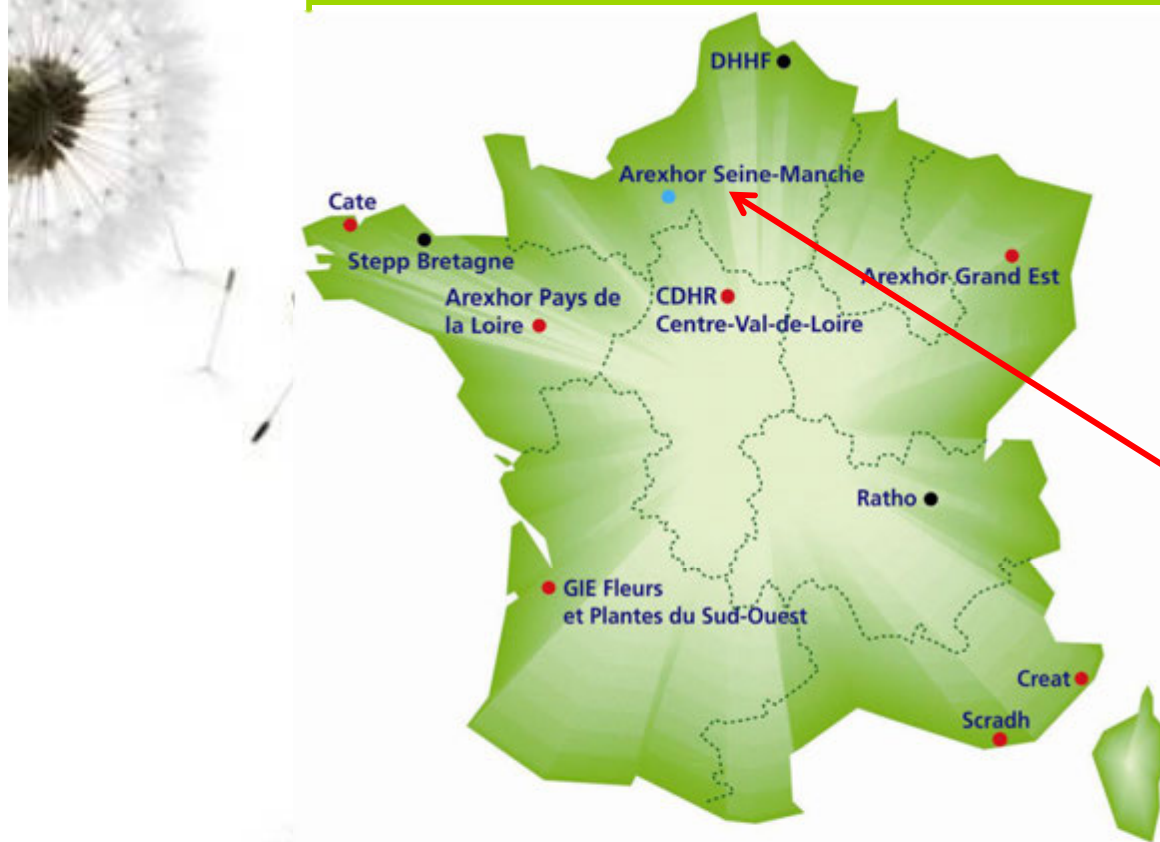 DHHF
Arexhor Seine-Manche
Cate
Stepp Bretagne
Arexhor Grand Est
Arexhor Pays de
la Loire
CDHR
Centre-Val-de-Loire
Ratho
GIE Fleurs
et Plantes du Sud-Ouest
Creat
Scradh